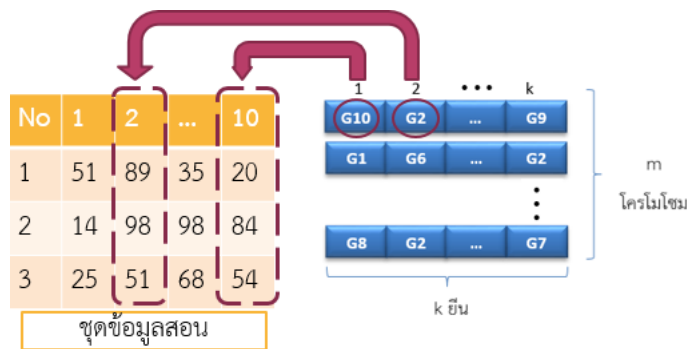 No 1 2 ... 10
1 51 89 35 20
2 14 98 98 84
3 25 51 68 54
ชุดข้อมูลสอน
1 2 ••• k
G10 G2 ... G9
G1 G6 ... G2
G8 G2 ... G7
k ยีน
m
โครโมโซม